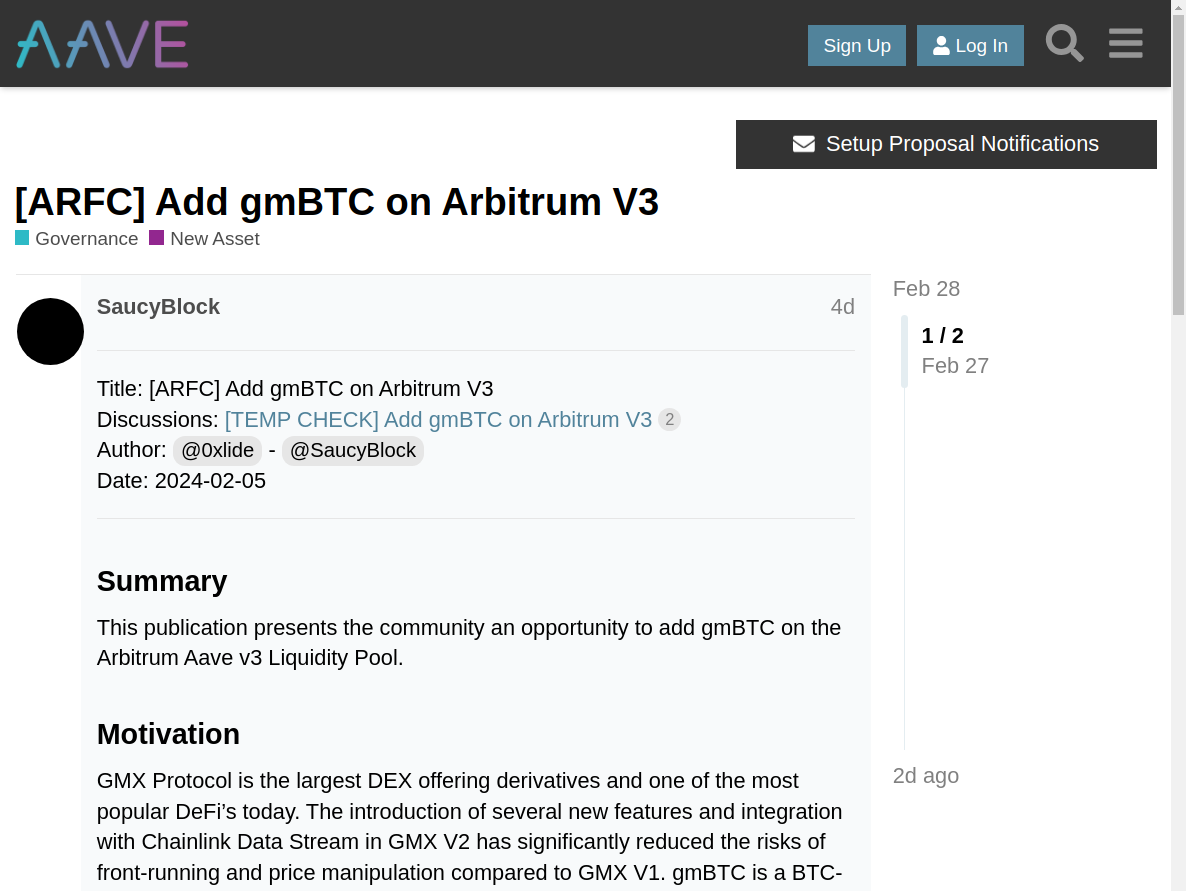 AAVE
Sign Up
Log In
Setup Proposal Notifications
[ARFC] Add gmBTC on Arbitrum V3
Governance New Asset
SaucyBlock 4d
Feb 28
1 / 2
Feb 27
Title: [ARFC] Add gmBTC on Arbitrum V3
Discussions: [TEMP CHECK] Add gmBTC on Arbitrum V3 2
Author: @0xlide - @SaucyBlock
Date: 2024-02-05
Summary
This publication presents the community an opportunity to add gmBTC on the
Arbitrum Aave v3 Liquidity Pool.
Motivation
GMX Protocol is the largest DEX offering derivatives and one of the most
popular DeFi’s today. The introduction of several new features and integration
with Chainlink Data Stream in GMX V2 has significantly reduced the risks of
front-running and price manipulation compared to GMX V1. gmBTC is a BTC-
2d ago